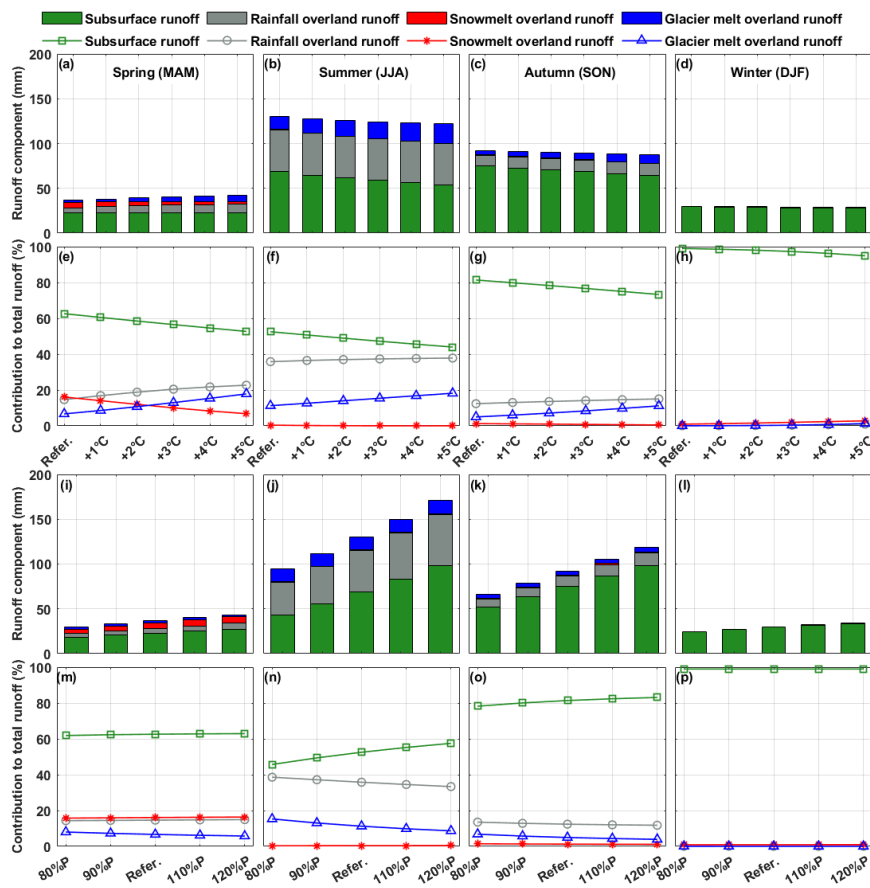 Subsurface runoff Rainfall overland runoff Snowmelt overland runoff Glacier melt overland runoff
Subsurface runoff Rainfall overland runoff Snowmelt overland runoff Glacier melt overland runoff
200 (a) Spring (MAM) (b) Summer (JJA) (c) Autumn (SON) (d) Winter (DJF)
150
100
50
0
Runoff component (mm)
100 (e) (f) (g) (h)
80
60
40
20
0
Contribution to total runoff (%)
Refer. +1°C +2°C +3°C +4°C +5°C Refer. +1°C +2°C +3°C +4°C +5°C Refer. +1°C +2°C +3°C +4°C +5°C Refer. +1°C +2°C +3°C +4°C +5°C
200 (i) (j) (k) (l)
150
100
50
0
Runoff component (mm)
100 (m) (n) (o) (p)
80
60
40
20
0
Contribution to total runoff (%)
80%P 90%P Refer. 110%P 120%P 80%P 90%P Refer. 110%P 120%P 80%P 90%P Refer. 110%P 120%P 80%P 90%P Refer. 110%P 120%P